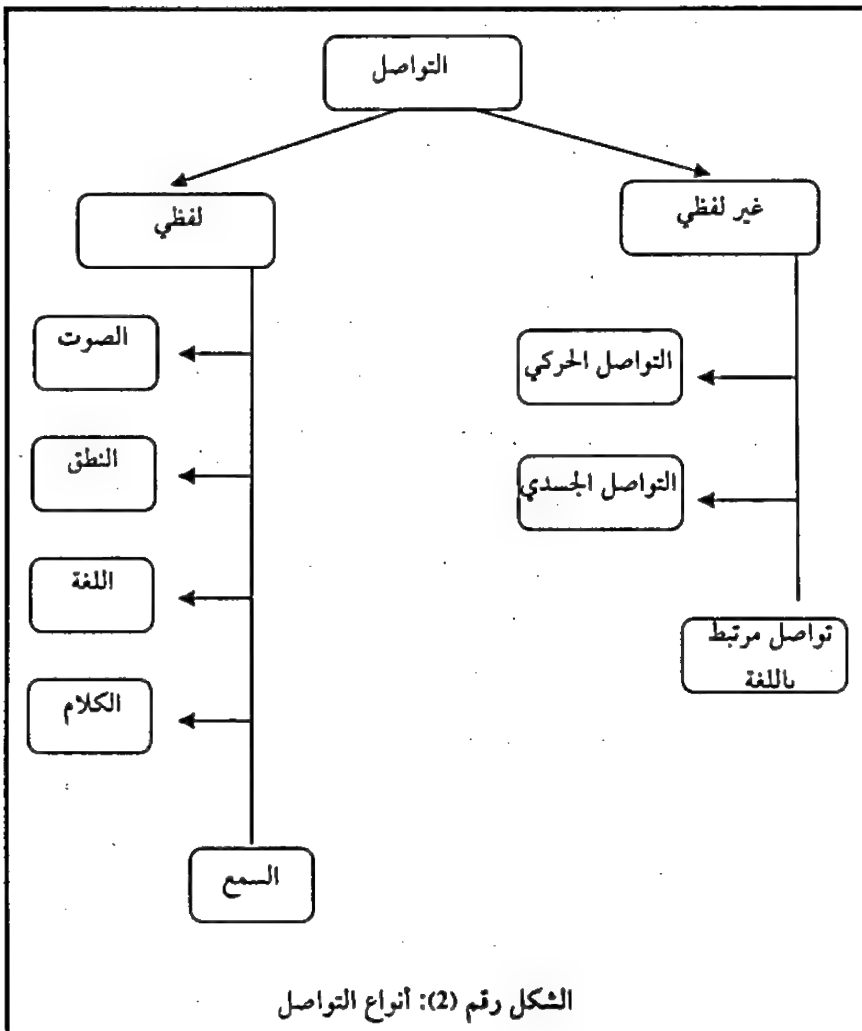 التواصل
غير لفظي
لفظي
التواصل الحركي
التواصل الجسدي
تواصل مرتبط
باللغة
الصوت
النطق
اللغة
الكلام
السمع
الشكل رقم (2): أنواع التواصل